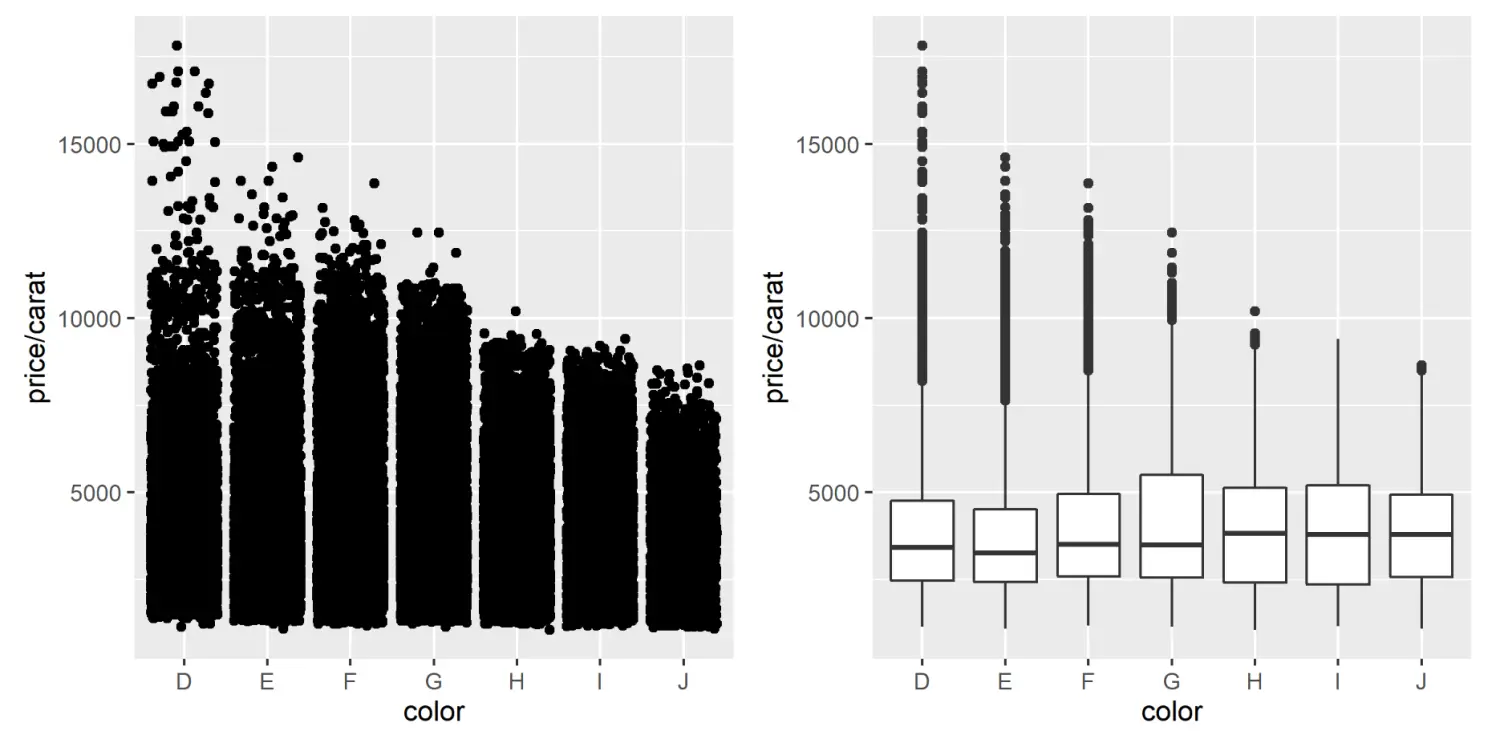 price/carat
15000
10000
5000
D E F G H I J
color
price/carat
15000
10000
5000
D E F G H I J
color